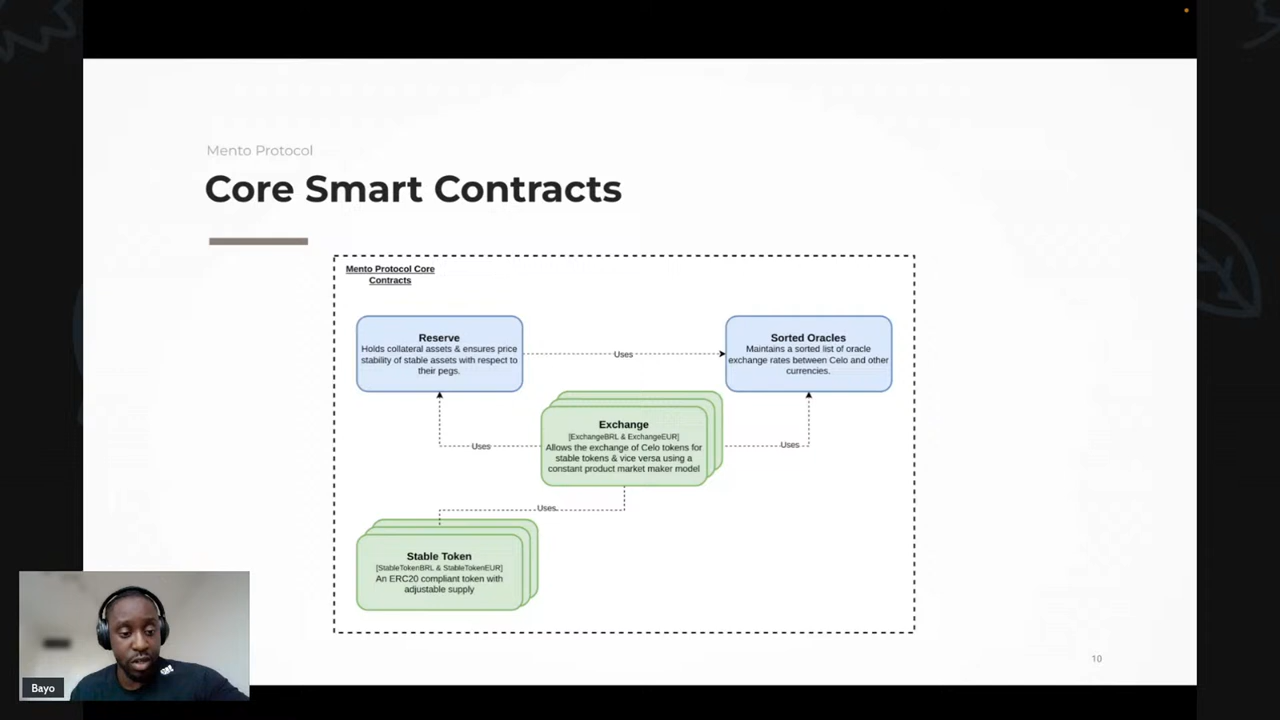 Mento Protocol
Core Smart Contracts
Mento Protocol Core
Contracts
Reserve
Holds collateral assets & ensures price
stability of stable assets with respect to
their pegs.
Uses
Sorted Oracles
Maintains a sorted list of oracle
exchange rates between Celo and other
currencies.
Uses
Exchange
[ExchangeBRL & ExchangeEUR]
Allows the exchange of Celo tokens for
stable tokens & vice versa using a
constant product market maker model
Uses
Uses
Stable Token
[StableTokenBRL & StableTokenEUR]
An ERC20 compliant token with
adjustable supply
10
Bayo